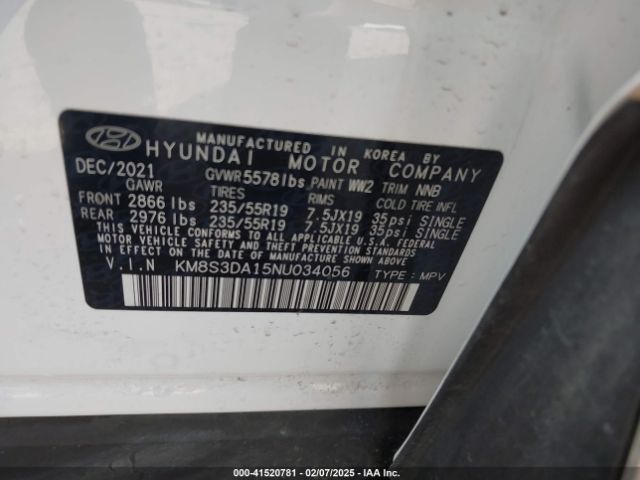 MANUFACTURED IN KOREA BY
HYUNDAI MOTOR COMPANY
DEC/2021 GVWR 5578lbs PAINT WW2 TRIM NNB
GAWR TIRES RIMS COLD TIRE INFL
FRONT 2866 lbs 235/55R19 7.5JX19 35psi SINGLE
REAR 2976 lbs 235/55R19 7.5JX19 35psi SINGLE
THIS VEHICLE CONFORMS TO ALL APPLICABLE U.S. FEDERAL
MOTOR VEHICLE SAFETY AND THEFT PREVENTION STANDARDS
IN EFFECT ON THE DATE OF MANUFACTURE SHOWN ABOVE.
V.I.N KM8S3DA15NU034056 TYPE: MPV
000-41520781 - 02/07/2025 - IAA Inc.